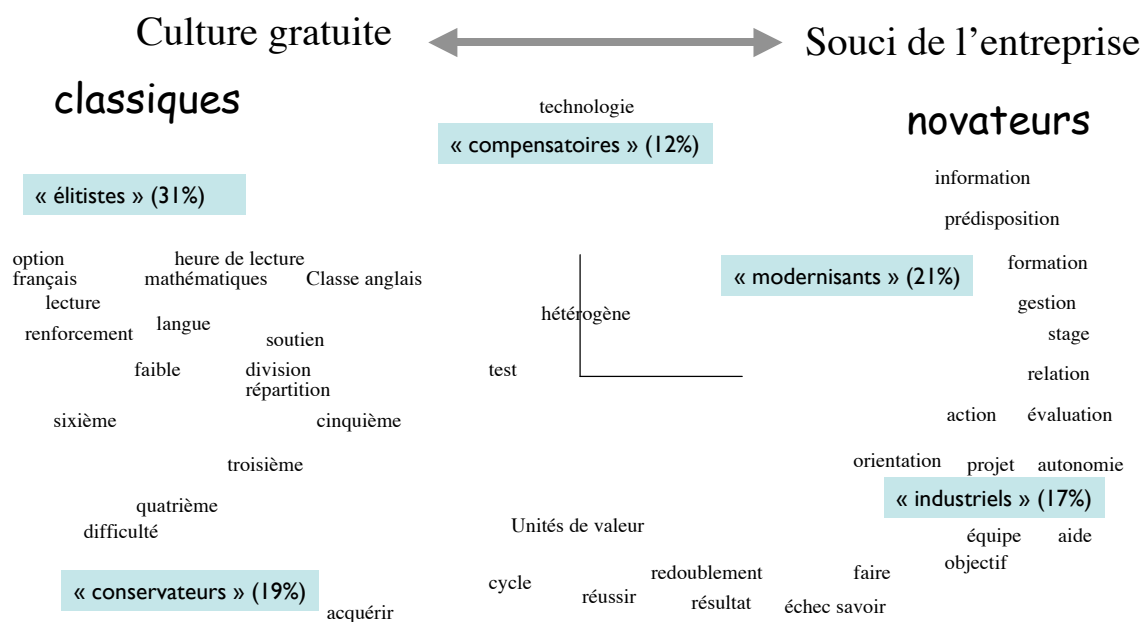 Culture gratuite
Souci de l’entreprise
classiques
technologie
novateurs
« compensatoires » (12%)
information
« élitistes » (31%)
prédisposition
option
heure de lecture
formation
français
mathématiques
Classe anglais
« modernisants » (21%)
lecture
gestion
hétérogène
langue
renforcement
stage
soutien
faible
division
test
relation
répartition
sixième
cinquième
action
évaluation
troisième
orientation
projet
autonomie
« industriels » (17%)
quatrième
Unités de valeur
difficulté
équipe
aide
objectif
redoublement
faire
cycle
« conservateurs » (19%)
réussir
résultat
échec savoir
acquérir